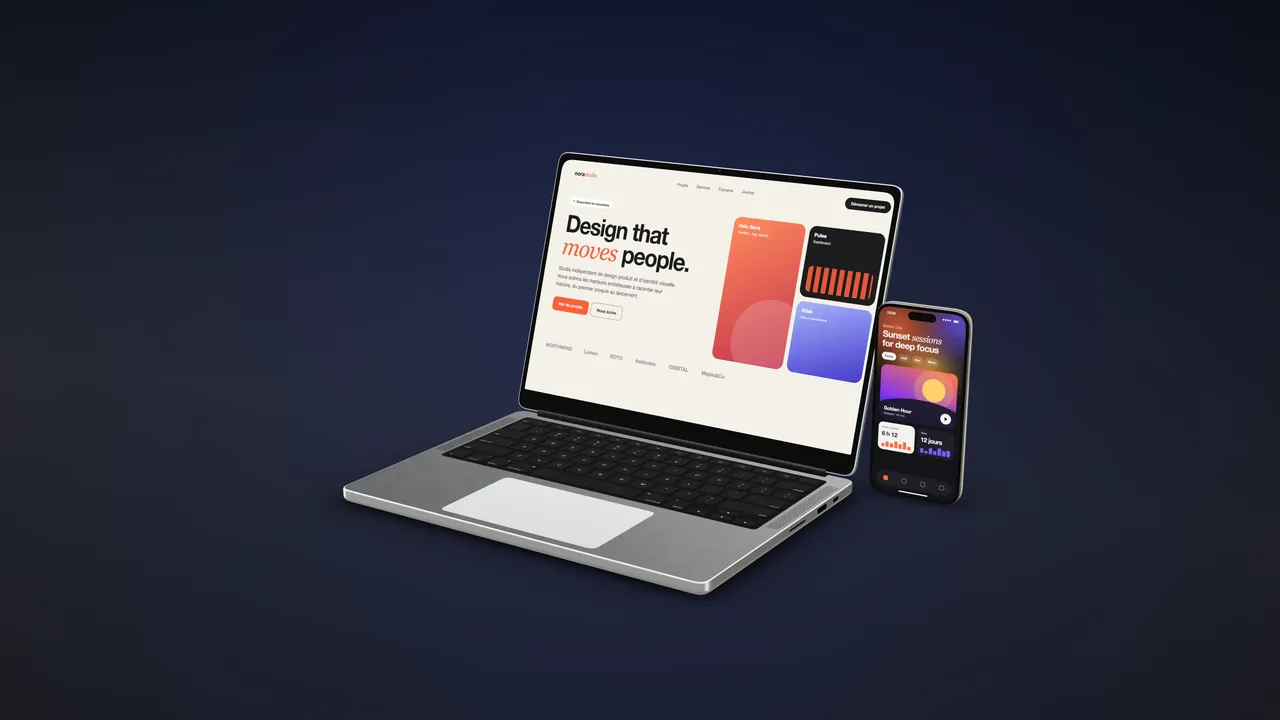 norastudio
Projets Services À propos Journal
Démarrer un projet
Design that
moves people.
Studio indépendant de design produit et d'identité visuelle.
Nous aidons les marques ambitieuses à raconter leur
histoire, du premier croquis au lancement.
Voir les projets
Nous écrire
NORTHWIND Lumen KOTO fieldnotes ORBITAL Maple&Co
Halo Bank
Pulse
Dashboard
Atlas
Sunset sessions
for deep focus
Golden Hour
6 h 12
12 jours